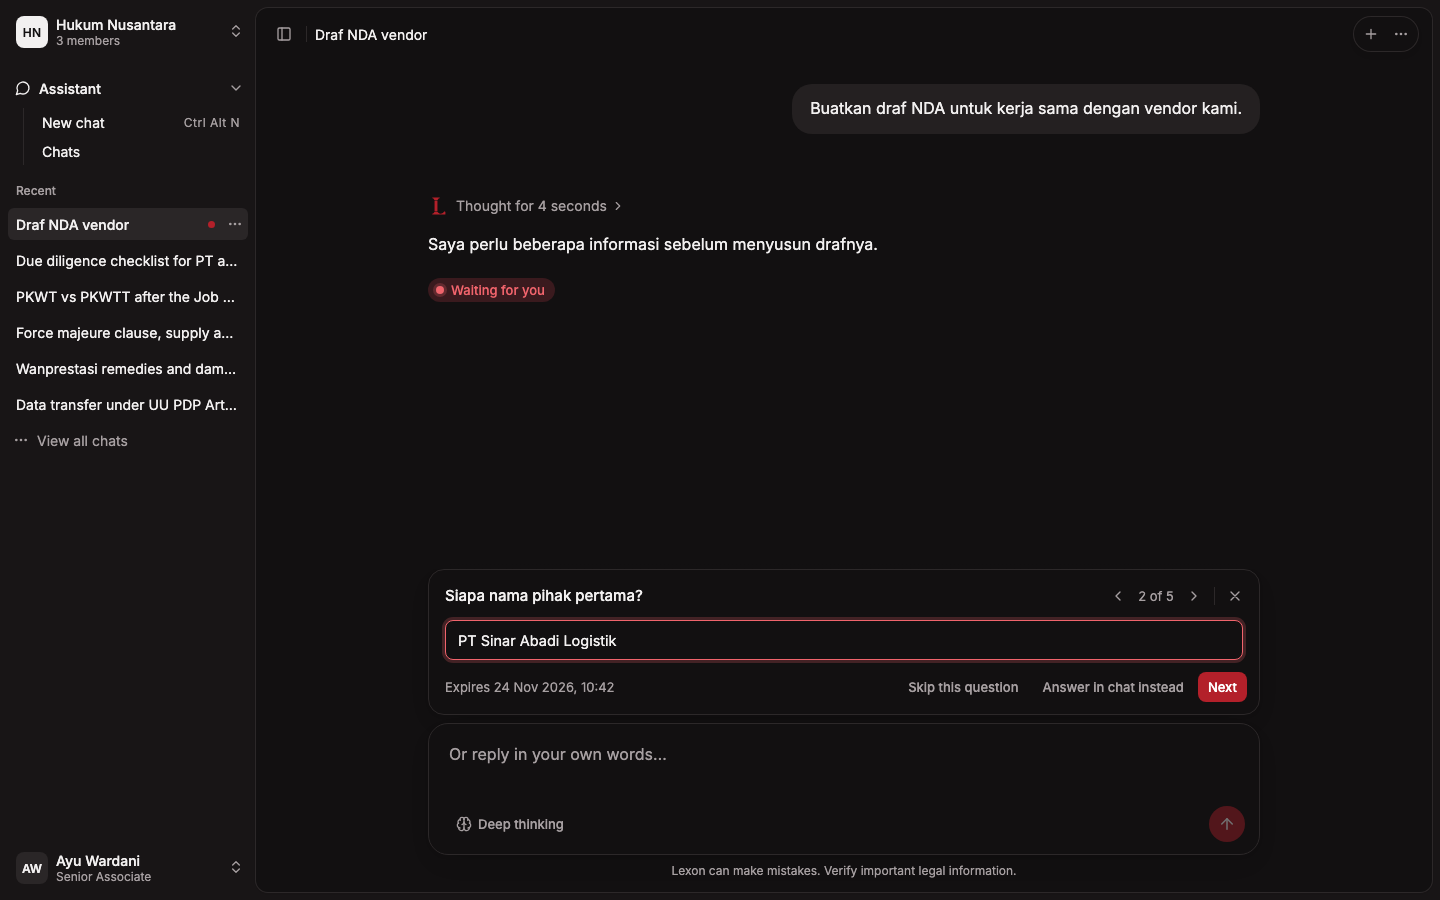 HN
Hukum Nusantara
3 members
Assistant
New chat
Ctrl Alt N
Chats
Recent
Draf NDA vendor
Due diligence checklist for PT a...
PKWT vs PKWTT after the Job ...
Force majeure clause, supply a...
Wanprestasi remedies and dam...
Data transfer under UU PDP Art...
View all chats
AW
Ayu Wardani
Senior Associate
Draf NDA vendor
Buatkan draf NDA untuk kerja sama dengan vendor kami.
L
Thought for 4 seconds
Saya perlu beberapa informasi sebelum menyusun drafnya.
Waiting for you
Siapa nama pihak pertama?
2 of 5
PT Sinar Abadi Logistik
Expires 24 Nov 2026, 10:42
Skip this question
Answer in chat instead
Next
Or reply in your own words...
Deep thinking
Lexon can make mistakes. Verify important legal information.